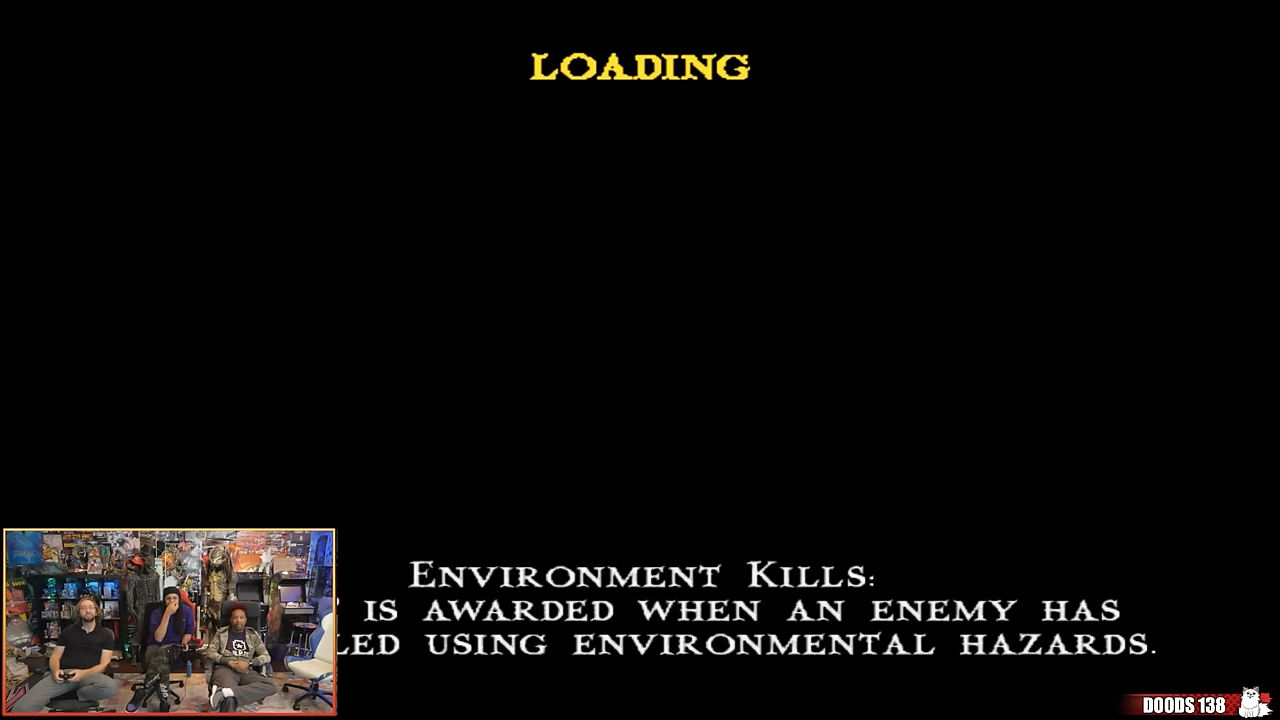 LOADING
ENVIRONMENT KILLS:
IS AWARDED WHEN AN ENEMY HAS
LED USING ENVIRONMENTAL HAZARDS.
DOODS 138